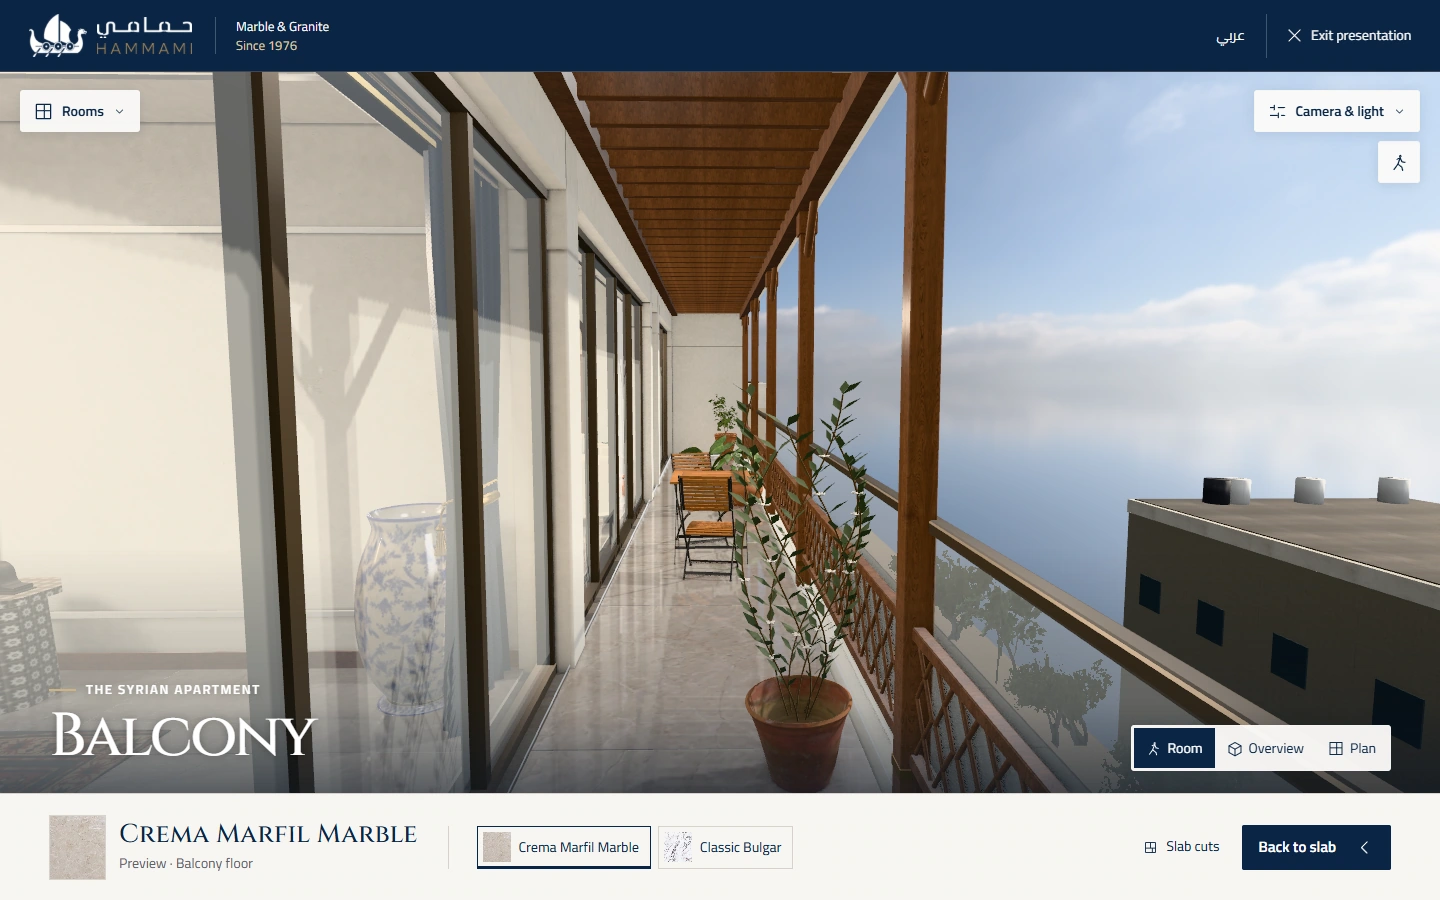 حمامي
HAMMAMI
Marble & Granite
Since 1976
عربي
Exit presentation
Rooms
Camera & light
THE SYRIAN APARTMENT
BALCONY
Room
Overview
Plan
CREMA MARFIL MARBLE
Preview · Balcony floor
Crema Marfil Marble
Classic Bulgar
Slab cuts
Back to slab